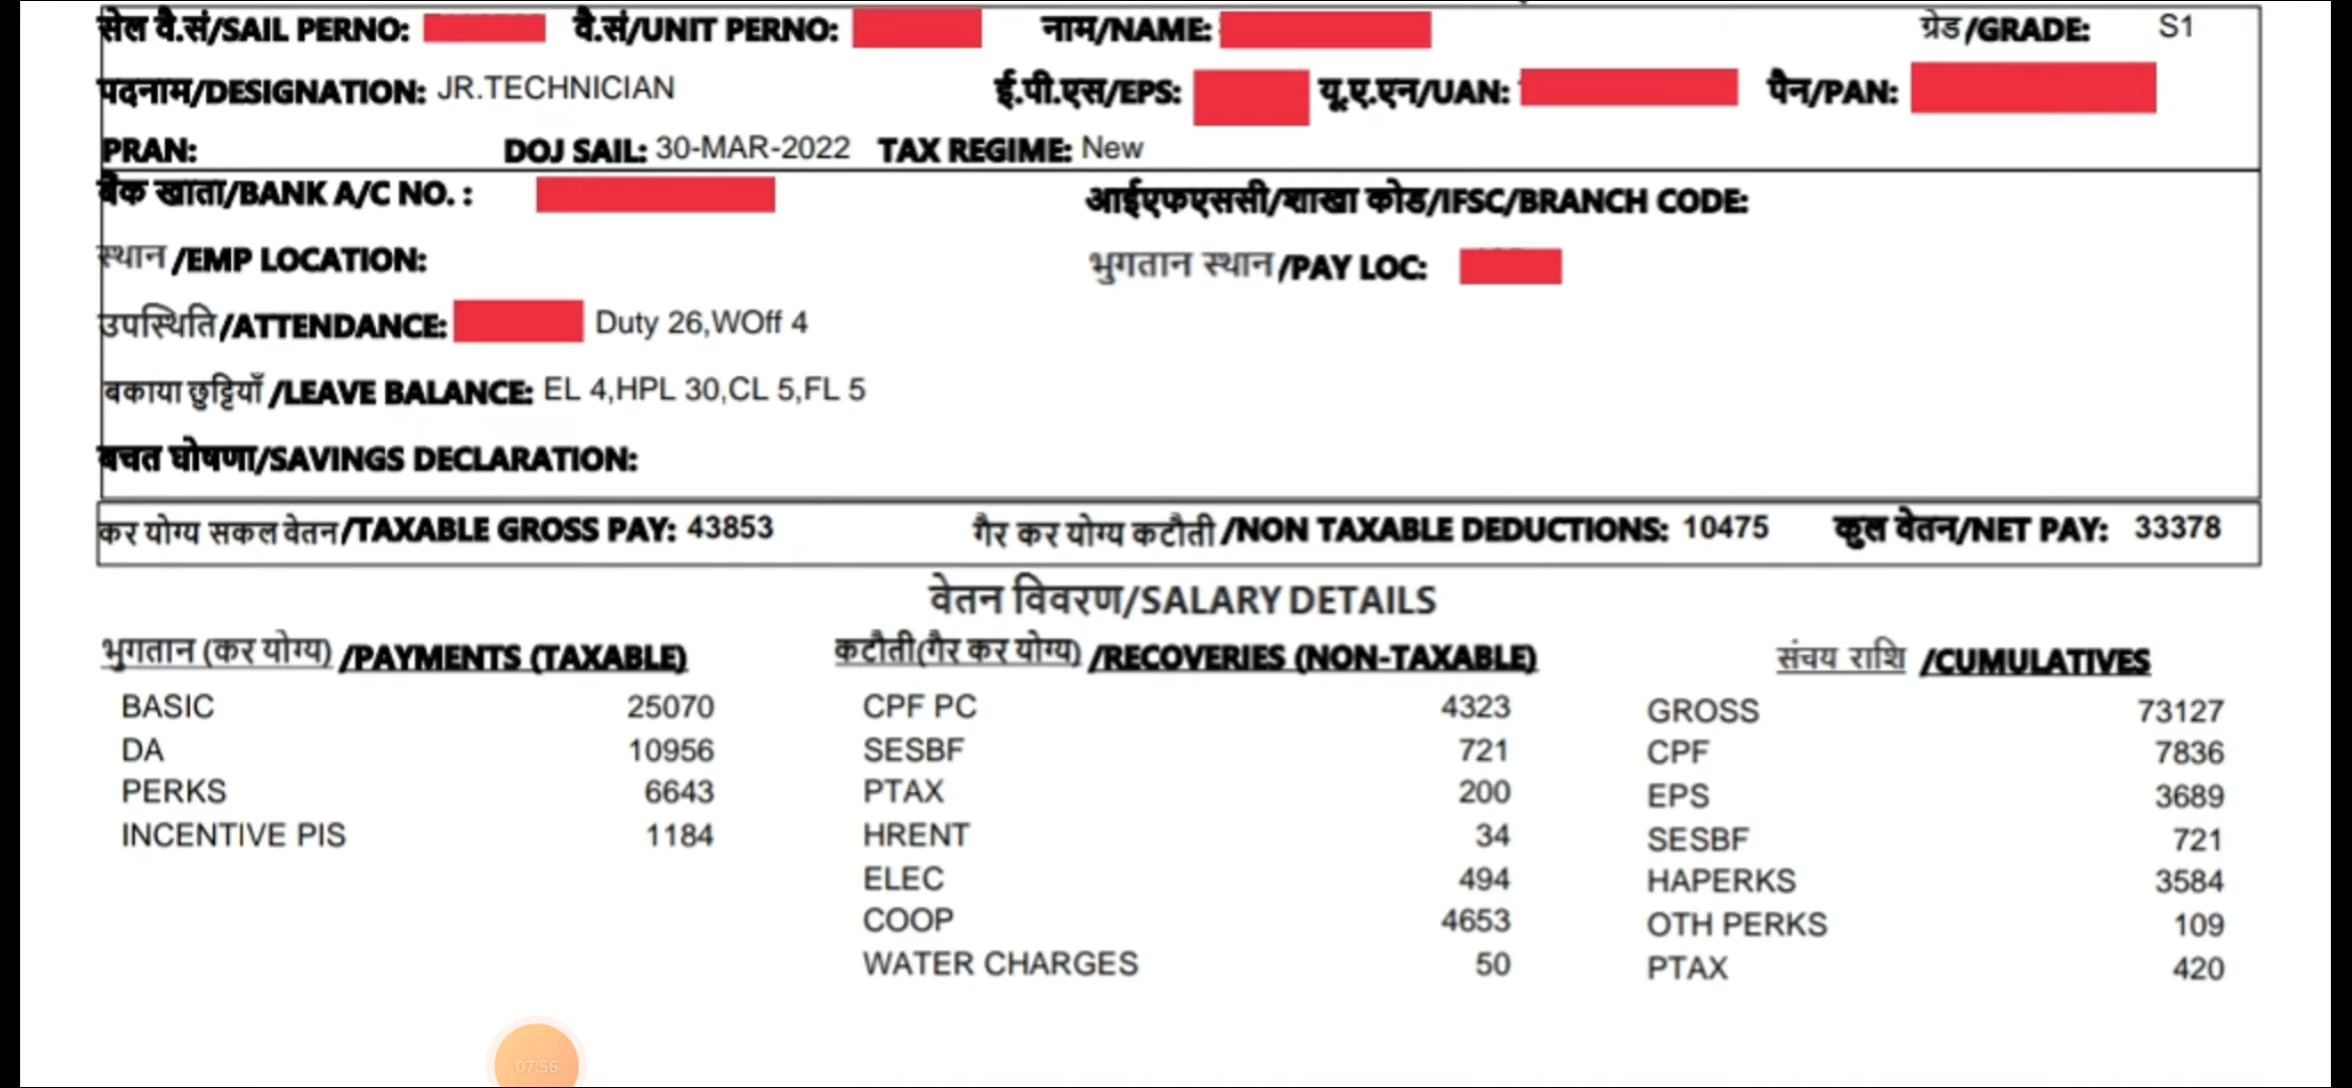 सेल वै.सं/SAIL PERNO: वै.सं/UNIT PERNO: नाम/NAME: ग्रेड/GRADE: S1
पदनाम/DESIGNATION: JR.TECHNICIAN ई.पी.एस/EPS: यू.ए.एन/UAN: पैन/PAN:
PRAN: DOJ SAIL: 30-MAR-2022 TAX REGIME: New
बैंक खाता/BANK A/C NO. : आईएफएससी/शाखा कोड/IFSC/BRANCH CODE:
स्थान /EMP LOCATION: भुगतान स्थान/PAY LOC:
उपस्थिति/ATTENDANCE: Duty 26,WOff 4
बकाया छुट्टियाँ /LEAVE BALANCE: EL 4,HPL 30,CL 5,FL 5
बचत घोषणा/SAVINGS DECLARATION:
कर योग्य सकल वेतन/TAXABLE GROSS PAY: 43853 गैर कर योग्य कटौती /NON TAXABLE DEDUCTIONS: 10475 कुल वेतन/NET PAY: 33378
वेतन विवरण/SALARY DETAILS
भुगतान (कर योग्य) /PAYMENTS (TAXABLE) कटौती(गैर कर योग्य) /RECOVERIES (NON-TAXABLE) संचय राशि /CUMULATIVES
BASIC 25070 CPF PC 4323 GROSS 73127
DA 10956 SESBF 721 CPF 7836
PERKS 6643 PTAX 200 EPS 3689
INCENTIVE PIS 1184 HRENT 34 SESBF 721
ELEC 494 HAPERKS 3584
COOP 4653 OTH PERKS 109
WATER CHARGES 50 PTAX 420
07:56